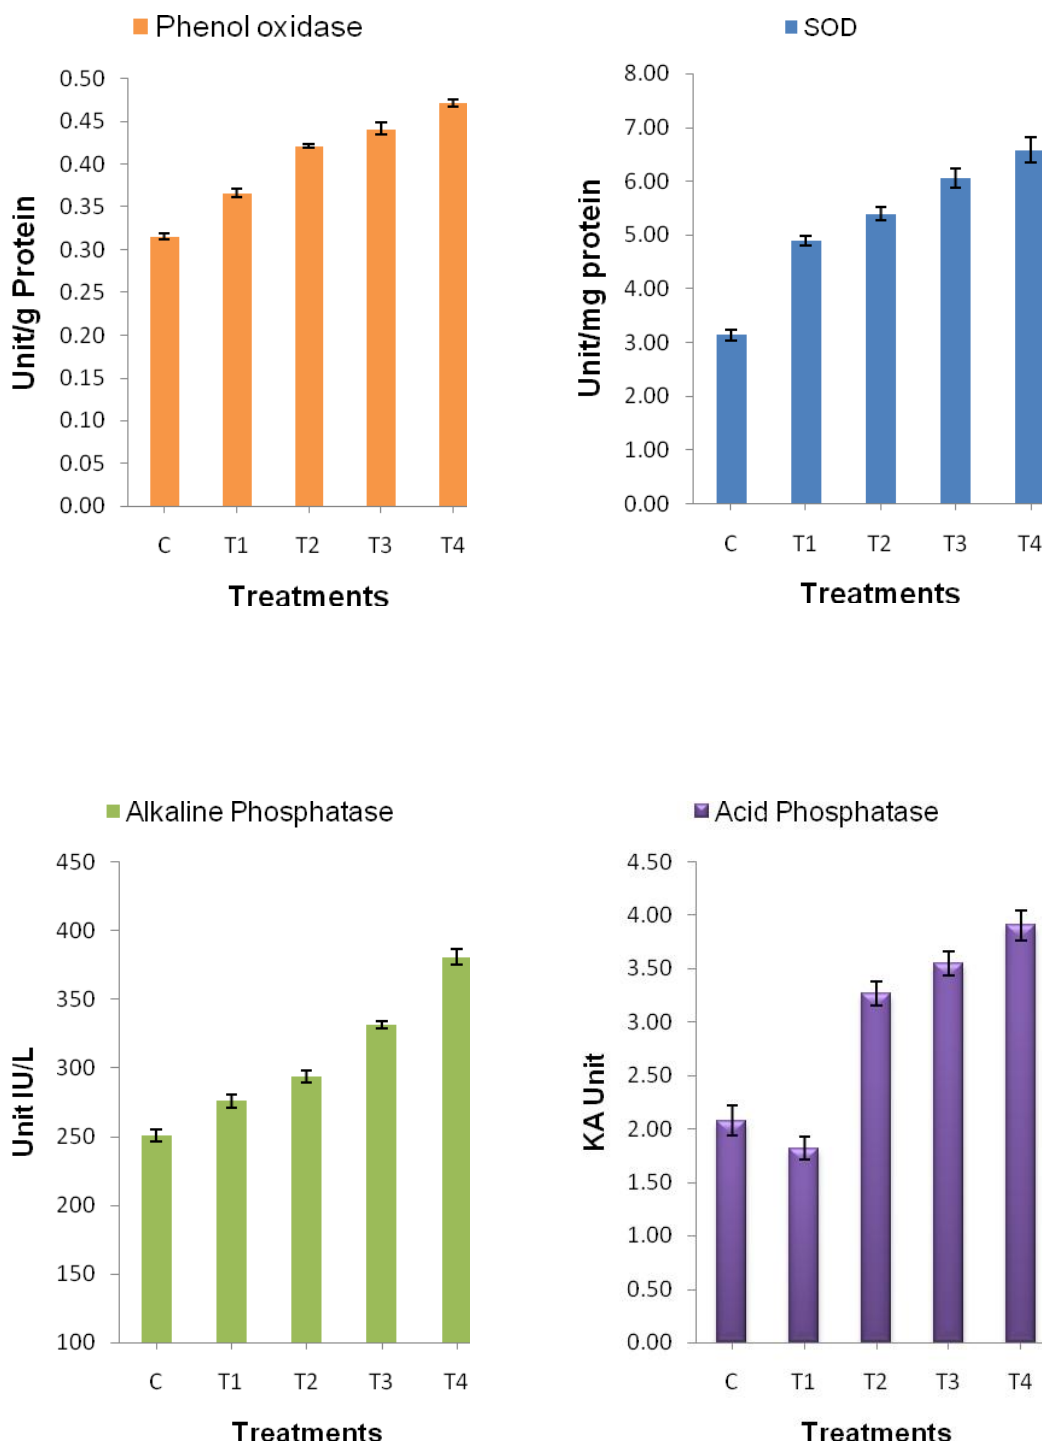 Phenol oxidase
Unit/g Protein
0.50
0.45
0.40
0.35
0.30
0.25
0.20
0.15
0.10
0.05
0.00
C T1 T2 T3 T4
Treatments
SOD
Unit/mg protein
8.00
7.00
6.00
5.00
4.00
3.00
2.00
1.00
0.00
C T1 T2 T3 T4
Treatments
Alkaline Phosphatase
Unit IU/L
450
400
350
300
250
200
150
100
C T1 T2 T3 T4
Treatments
Acid Phosphatase
KA Unit
4.50
4.00
3.50
3.00
2.50
2.00
1.50
1.00
0.50
0.00
C T1 T2 T3 T4
Treatments